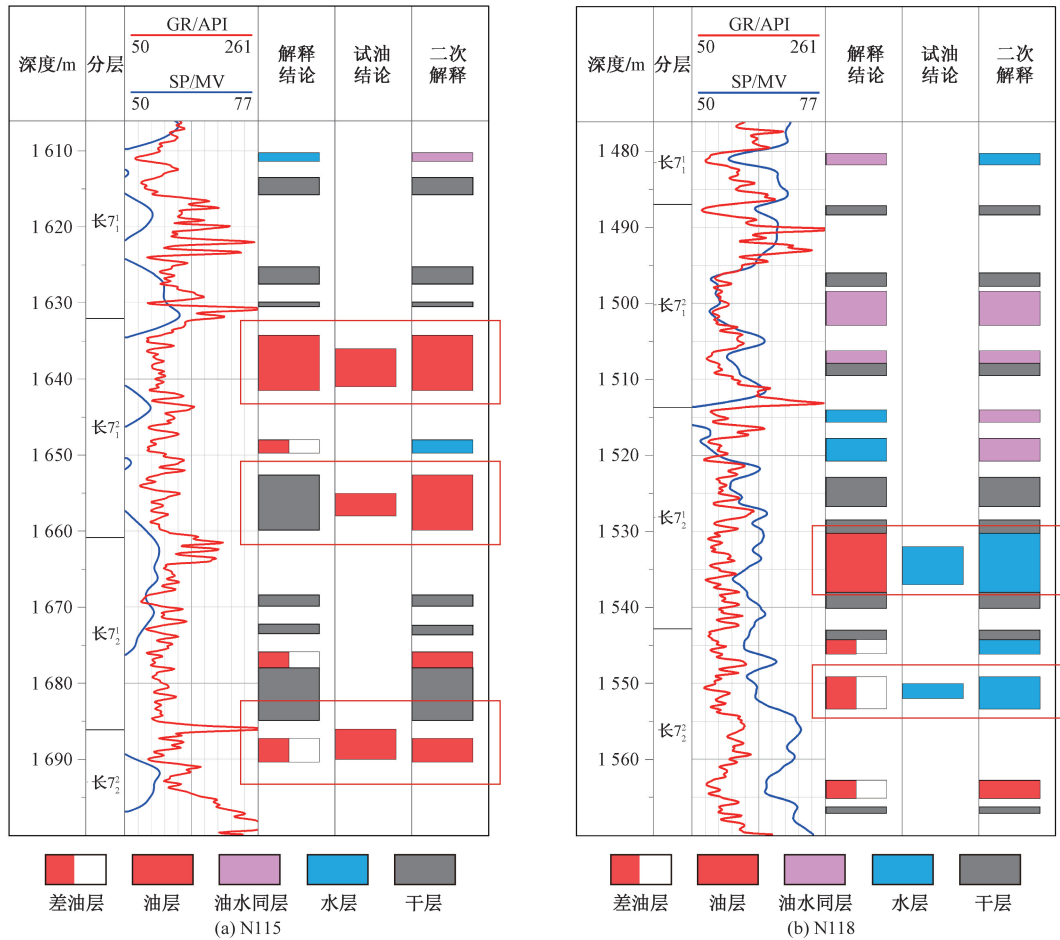 深度/m
分层
GR/API
50 261
SP/MV
50 77
解释
结论
试油
结论
二次
解释
1 610
1 620
1 630
1 640
1 650
1 660
1 670
1 680
1 690
长7₁¹
长7₁²
长7₂¹
长7₂²
差油层
油层
油水同层
水层
干层
(a) N115
深度/m
分层
GR/API
50 261
SP/MV
50 77
解释
结论
试油
结论
二次
解释
1 480
1 490
1 500
1 510
1 520
1 530
1 540
1 550
1 560
长7₁¹
长7₁²
长7₂¹
长7₂²
差油层
油层
油水同层
水层
干层
(b) N118